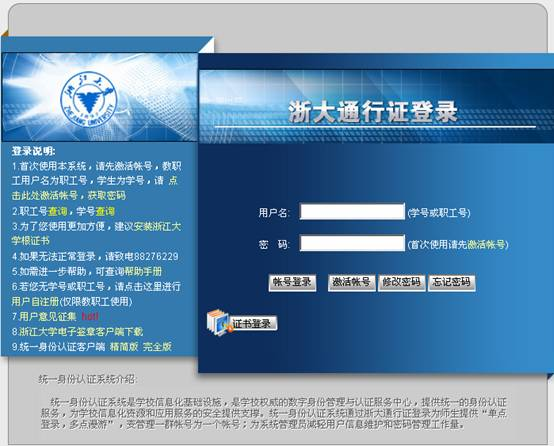 浙江大学
ZHEJIANG UNIVERSITY
浙大通行证登录
登录说明:
1.首次使用本系统，请先激活帐号，教职
工用户名为职工号，学生为学号，请 点
击此处激活帐号，获取密码
2.职工号查询，学号查询
3.为了您使用更加方便，建议安装浙江大
学根证书
4.如果无法正常登录，请致电88276229
5.如需进一步帮助，可查询帮助手册
6.若您无学号或职工号，请点击这里进行
用户自注册(仅限教职工使用)
7.用户意见征集 hot!
8.浙江大学电子签章客户端下载
9.统一身份认证客户端 精简版 完全版
用户名: (学号或职工号)
密 码: (首次使用请先激活帐号)
帐号登录 激活帐号 修改密码 忘记密码
证书登录
统一身份认证系统介绍:
统一身份认证系统是学校信息化基础设施，是学校权威的数字身份管理与认证服务中心，提供统一的身份认证
服务，为学校信息化资源和应用服务的安全提供支撑。统一身份认证系统通过浙大通行证登录为师生提供“单点
登录，多点漫游”，变管理一群帐号为一个帐号；为系统管理员减轻用户信息维护和密码管理工作量。